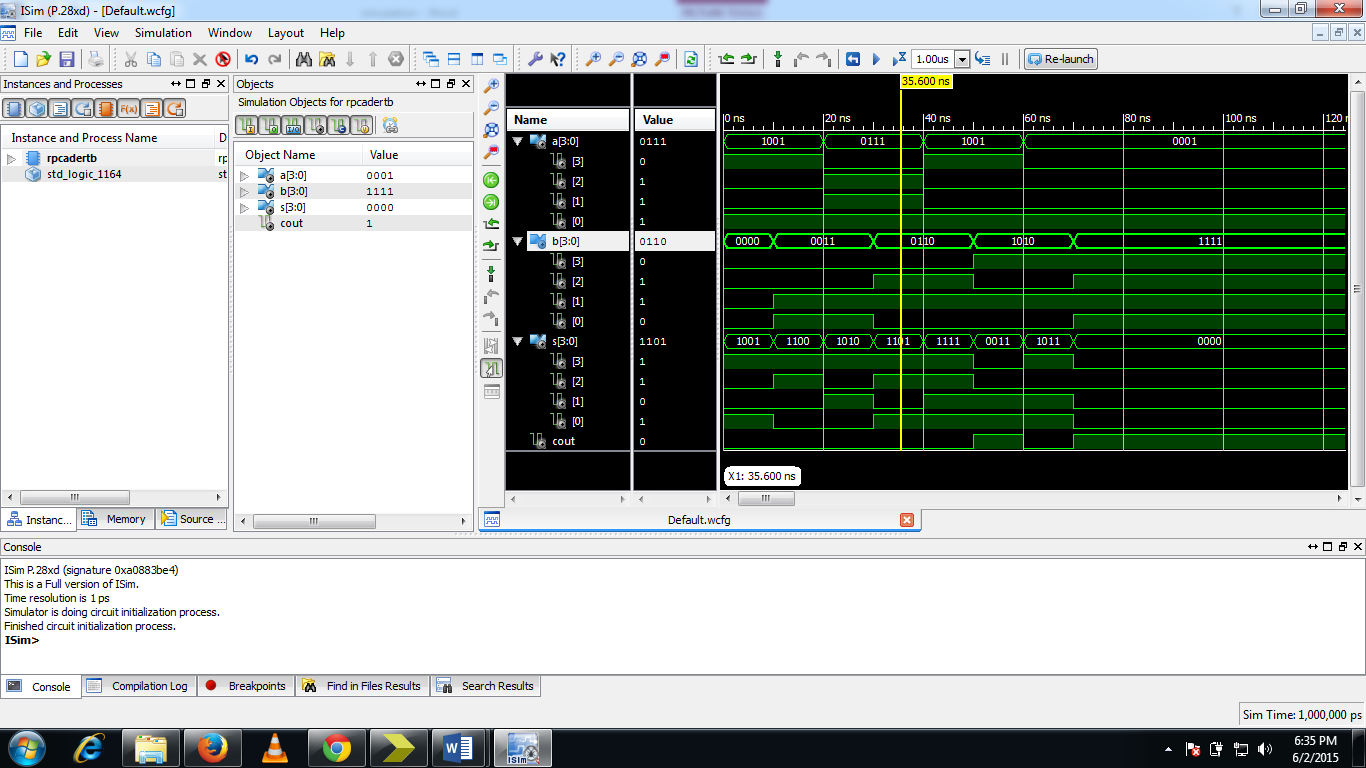 ISim (P.28xd) - [Default.wcfg]
File Edit View Simulation Window Layout Help
1.00us Re-launch
Instances and Processes
Instance and Process Name D
rpcadertb rp
std_logic_1164 st
Instanc... Memory Source ...
Objects
Simulation Objects for rpcadertb
Object Name Value
a[3:0] 0001
b[3:0] 1111
s[3:0] 0000
cout 1
35.600 ns
0 ns 20 ns 40 ns 60 ns 80 ns 100 ns 120 n
Name Value
a[3:0] 0111 1001 0111 1001 0001
[3] 0
[2] 1
[1] 1
[0] 1
b[3:0] 0110 0000 0011 0110 1010 1111
[3] 0
[2] 1
[1] 1
[0] 0
s[3:0] 1101 1001 1100 1010 1101 1111 0011 1011 0000
[3] 1
[2] 1
[1] 0
[0] 1
cout 0
X1: 35.600 ns
Default.wcfg
Console
ISim P.28xd (signature 0xa0883be4)
This is a Full version of ISim.
Time resolution is 1 ps
Simulator is doing circuit initialization process.
Finished circuit initialization process.
ISim>
Console Compilation Log Breakpoints Find in Files Results Search Results
Sim Time: 1,000,000 ps
6:35 PM
6/2/2015